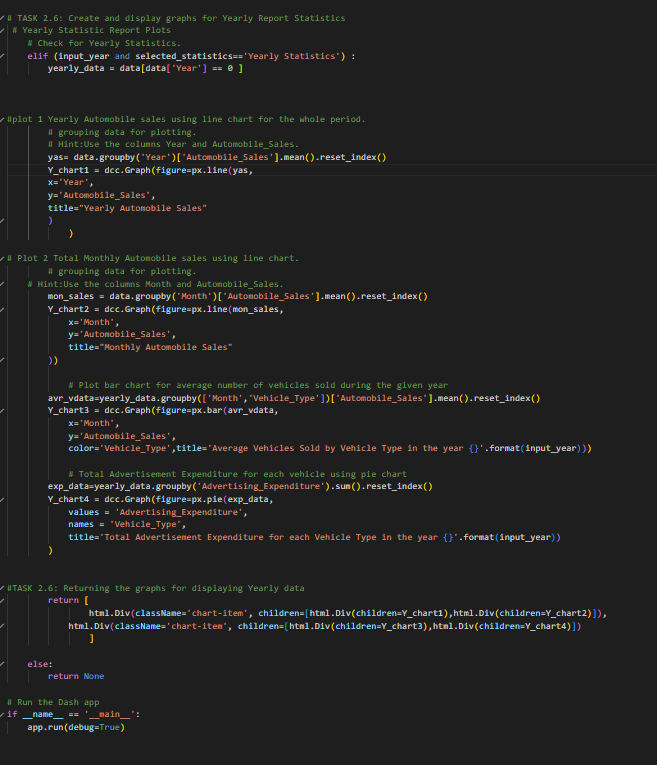 # TASK 2.6: Create and display graphs for Yearly Report Statistics
# Yearly Statistic Report Plots
# Check for Yearly Statistics.
elif (input_year and selected_statistics=='Yearly Statistics') :
yearly_data = data[data['Year'] == 0 ]
#plot 1 Yearly Automobile sales using line chart for the whole period.
# grouping data for plotting.
# Hint:Use the columns Year and Automobile_Sales.
yas= data.groupby('Year')['Automobile_Sales'].mean().reset_index()
Y_chart1 = dcc.Graph(figure=px.line(yas,
x='Year',
y='Automobile_Sales',
title="Yearly Automobile Sales"
)
)
# Plot 2 Total Monthly Automobile sales using line chart.
# grouping data for plotting.
# Hint:Use the columns Month and Automobile_Sales.
mon_sales = data.groupby('Month')['Automobile_Sales'].mean().reset_index()
Y_chart2 = dcc.Graph(figure=px.line(mon_sales,
x='Month',
y='Automobile_Sales',
title="Monthly Automobile Sales"
))
# Plot bar chart for average number of vehicles sold during the given year
avr_vdata=yearly_data.groupby(['Month','Vehicle_Type'])['Automobile_Sales'].mean().reset_index()
Y_chart3 = dcc.Graph(figure=px.bar(avr_vdata,
x='Month',
y='Automobile_Sales',
color='Vehicle_Type',title='Average Vehicles Sold by Vehicle Type in the year {}'.format(input_year)))
# Total Advertisement Expenditure for each vehicle using pie chart
exp_data=yearly_data.groupby('Advertising_Expenditure').sum().reset_index()
Y_chart4 = dcc.Graph(figure=px.pie(exp_data,
values = 'Advertising_Expenditure',
names = 'Vehicle_Type',
title='Total Advertisement Expenditure for each Vehicle Type in the year {}'.format(input_year))
)
#TASK 2.6: Returning the graphs for displaying Yearly data
return [
html.Div(className='chart-item', children=[html.Div(children=Y_chart1),html.Div(children=Y_chart2)]),
html.Div(className='chart-item', children=[html.Div(children=Y_chart3),html.Div(children=Y_chart4)])
]
else:
return None
# Run the Dash app
if __name__ == '__main__':
app.run(debug=True)